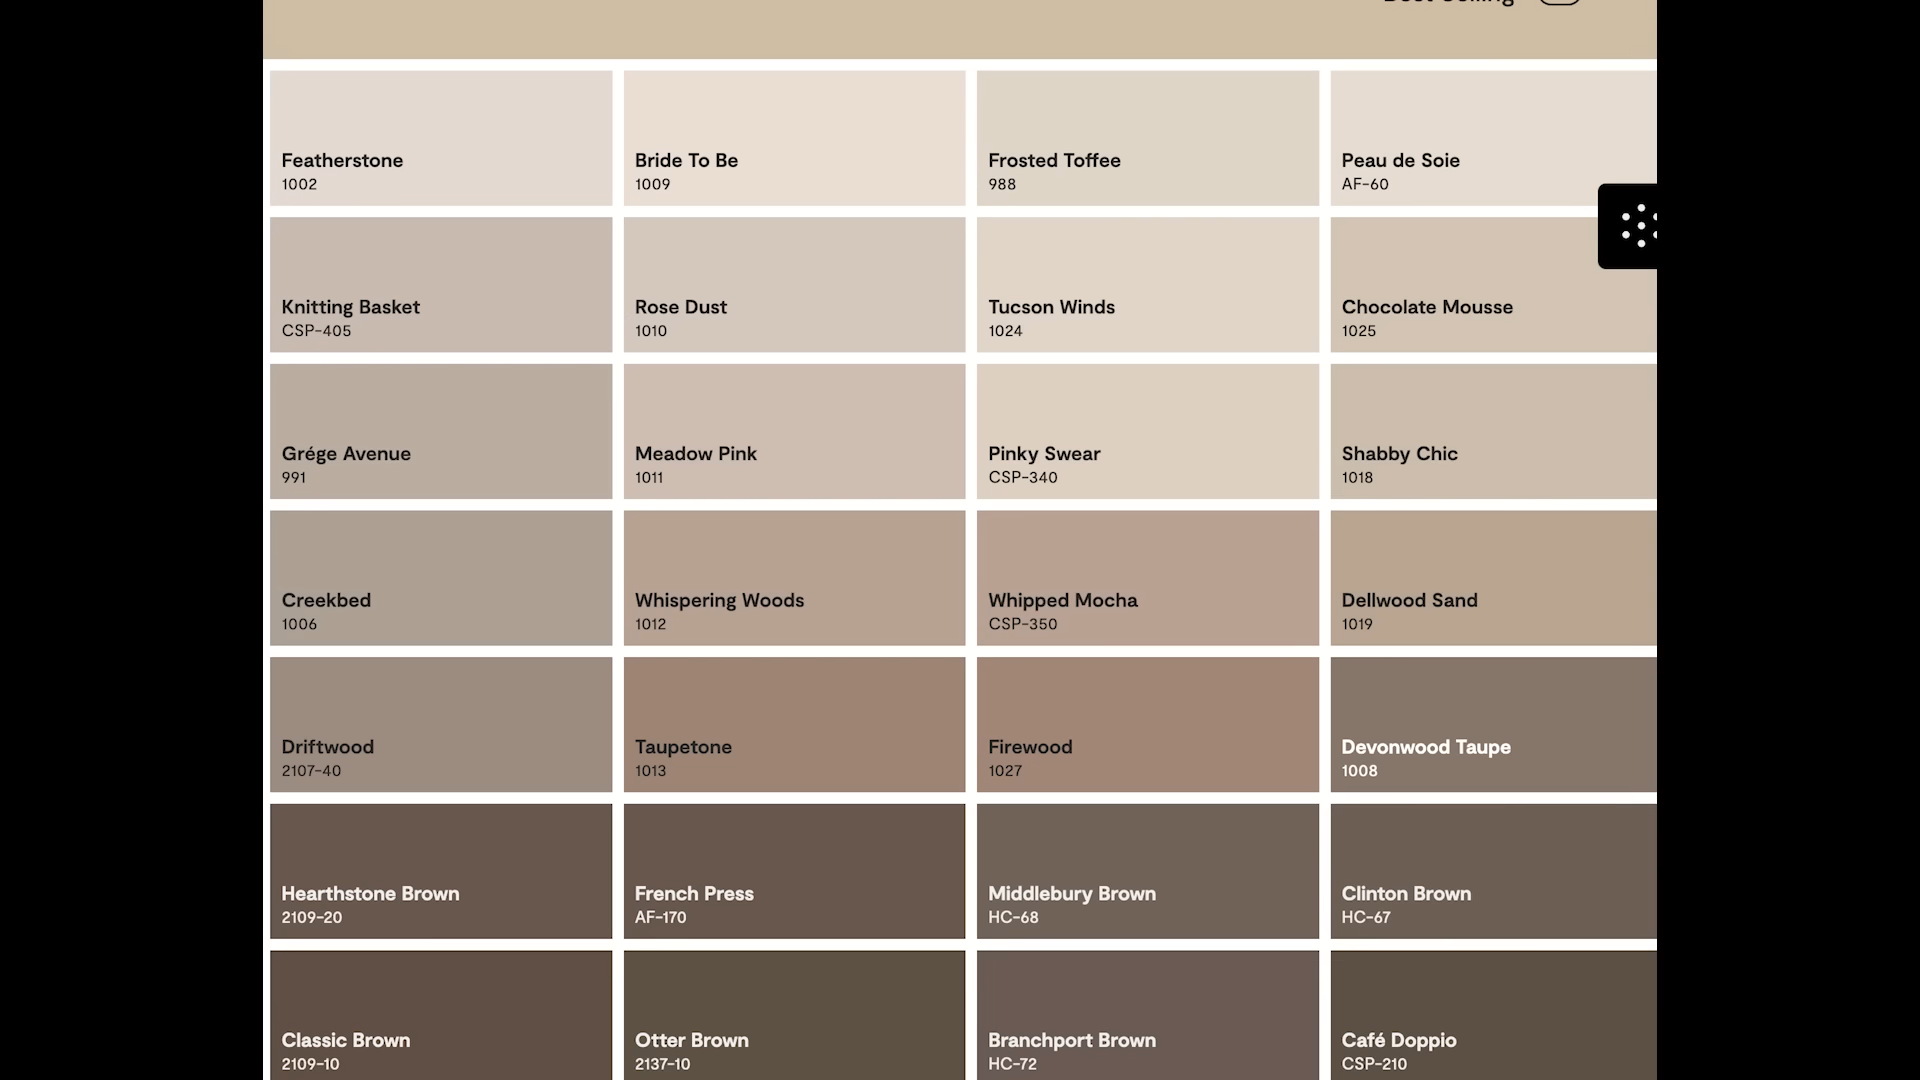 Best Selling
Featherstone
1002
Bride To Be
1009
Frosted Toffee
988
Peau de Soie
AF-60
Knitting Basket
CSP-405
Rose Dust
1010
Tucson Winds
1024
Chocolate Mousse
1025
Grége Avenue
991
Meadow Pink
1011
Pinky Swear
CSP-340
Shabby Chic
1018
Creekbed
1006
Whispering Woods
1012
Whipped Mocha
CSP-350
Dellwood Sand
1019
Driftwood
2107-40
Taupetone
1013
Firewood
1027
Devonwood Taupe
1008
Hearthstone Brown
2109-20
French Press
AF-170
Middlebury Brown
HC-68
Clinton Brown
HC-67
Classic Brown
2109-10
Otter Brown
2137-10
Branchport Brown
HC-72
Café Doppio
CSP-210